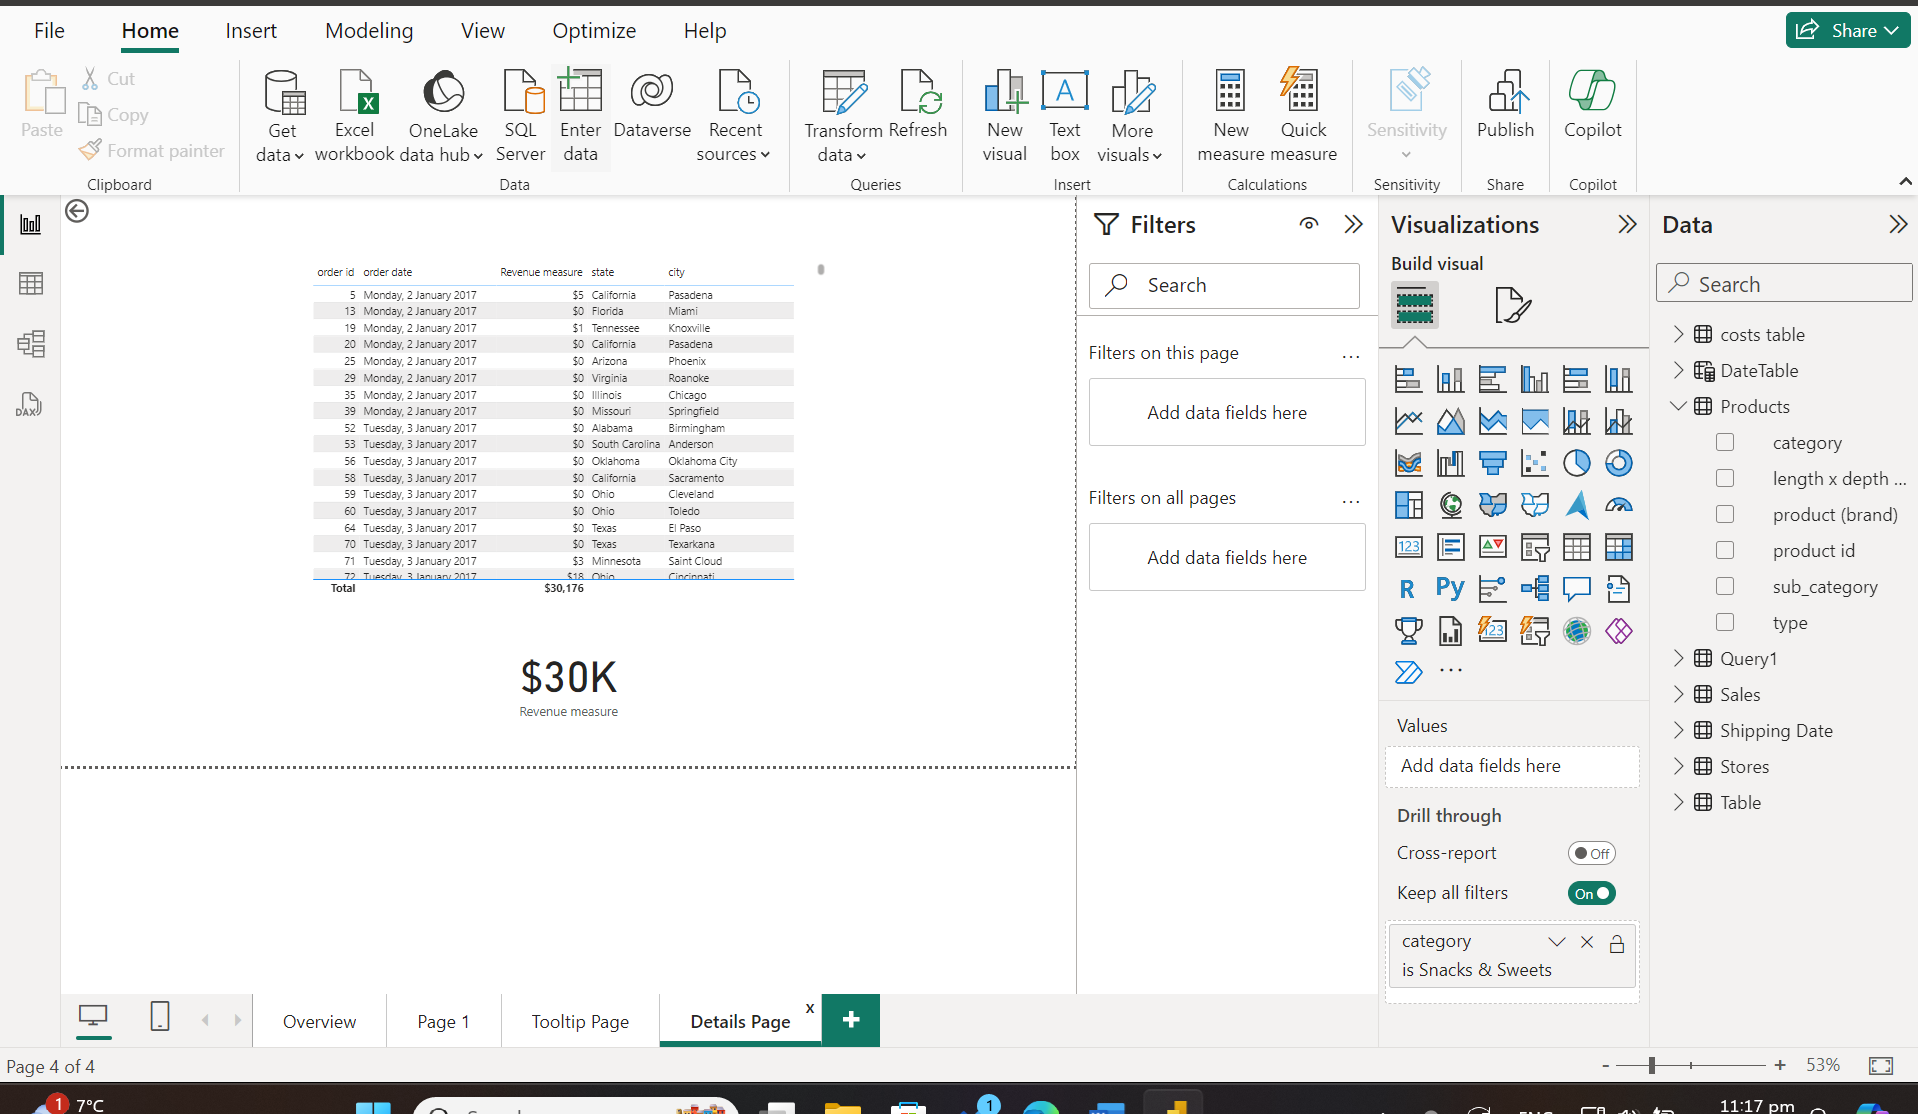 File Home Insert Modeling View Optimize Help Share
Paste Cut Copy Format painter
Get data Excel workbook OneLake data hub SQL Server Enter data Dataverse Recent sources
Transform data Refresh
New visual Text box More visuals
New measure Quick measure
Sensitivity
Publish
Copilot
Clipboard Data Queries Insert Calculations Sensitivity Share Copilot
order id order date Revenue measure state city
5 Monday, 2 January 2017 $5 California Pasadena
13 Monday, 2 January 2017 $0 Florida Miami
19 Monday, 2 January 2017 $1 Tennessee Knoxville
20 Monday, 2 January 2017 $0 California Pasadena
25 Monday, 2 January 2017 $0 Arizona Phoenix
29 Monday, 2 January 2017 $0 Virginia Roanoke
35 Monday, 2 January 2017 $0 Illinois Chicago
39 Monday, 2 January 2017 $0 Missouri Springfield
52 Tuesday, 3 January 2017 $0 Alabama Birmingham
53 Tuesday, 3 January 2017 $0 South Carolina Anderson
56 Tuesday, 3 January 2017 $0 Oklahoma Oklahoma City
58 Tuesday, 3 January 2017 $0 California Sacramento
59 Tuesday, 3 January 2017 $0 Ohio Cleveland
60 Tuesday, 3 January 2017 $0 Ohio Toledo
64 Tuesday, 3 January 2017 $0 Texas El Paso
70 Tuesday, 3 January 2017 $0 Texas Texarkana
71 Tuesday, 3 January 2017 $3 Minnesota Saint Cloud
72 Tuesday, 3 January 2017 $18 Ohio Cincinnati
Total $30,176
$30K
Revenue measure
Filters
Search
Filters on this page ...
Add data fields here
Filters on all pages ...
Add data fields here
Visualizations
Build visual
123
R Py
123
...
Values
Add data fields here
Drill through
Cross-report Off
Keep all filters On
category
is Snacks & Sweets
Data
Search
costs table
DateTable
Products
category
length x depth ...
product (brand)
product id
sub_category
type
Query1
Sales
Shipping Date
Stores
Table
DAX
Overview Page 1 Tooltip Page Details Page x +
Page 4 of 4
- + 53%
1 7°C
1
11:17 pm